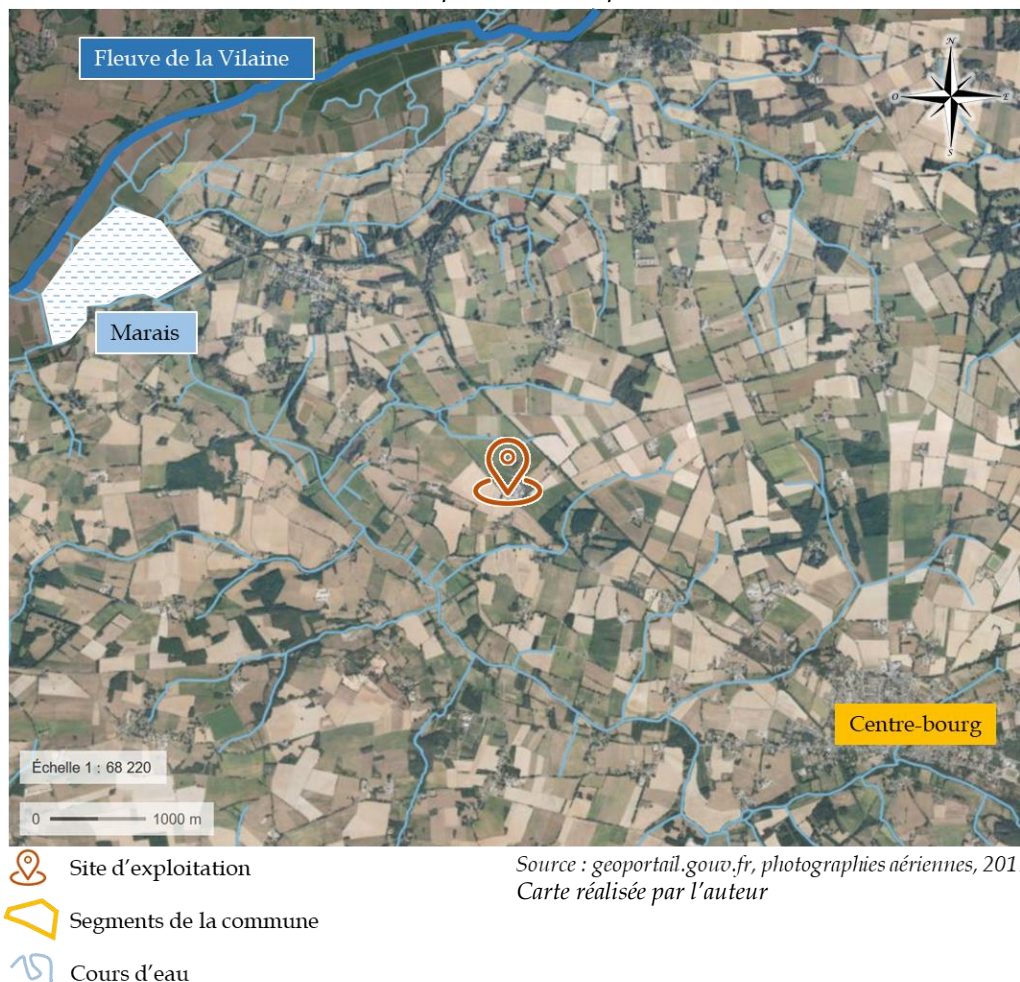 Fleuve de la Vilaine
N
O
E
S
Marais
Centre-bourg
Échelle 1 : 68 220
0 1000 m
Site d'exploitation
Source : geoportail.gouv.fr, photographies aériennes, 201
Carte réalisée par l'auteur
Segments de la commune
Cours d'eau